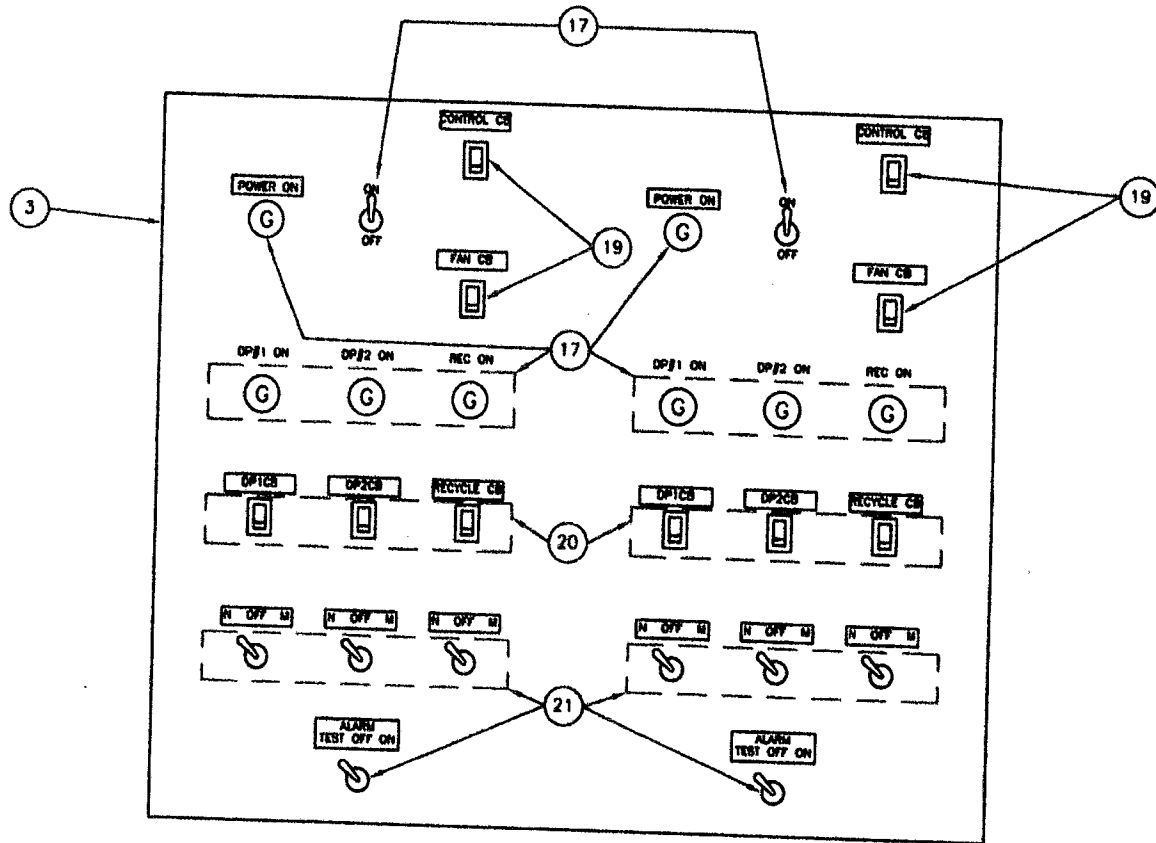 17
CONTROL CB
CONTROL CB
3
POWER ON
ON
OFF
POWER ON
ON
OFF
19
G
G
19
FAN CB
FAN CB
17
DP#1 ON DP#2 ON REC ON
DP#1 ON DP#2 ON REC ON
G G G
G G G
DP1CB DP2CB RECYCLE CB
DP1CB DP2CB RECYCLE CB
20
N OFF M N OFF M N OFF M
N OFF M N OFF M N OFF M
21
ALARM
TEST OFF ON
ALARM
TEST OFF ON